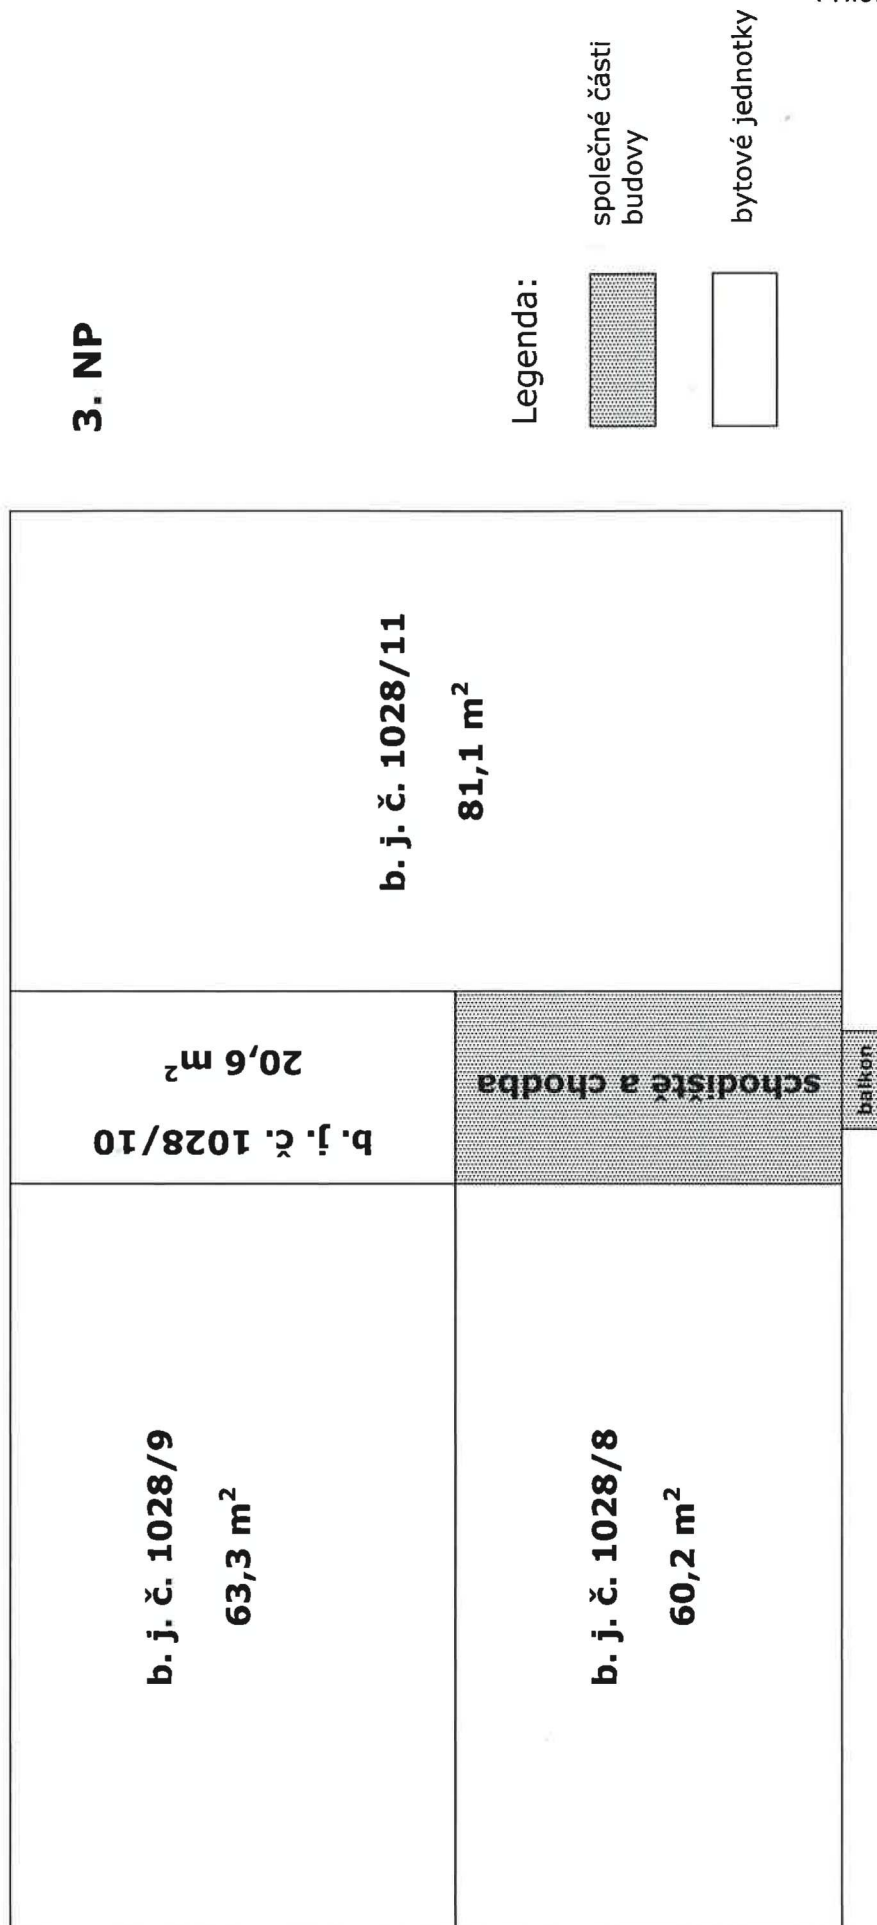 3. NP
b. j. č. 1028/9
63,3 m²
b. j. č. 1028/10
20,6 m²
b. j. č. 1028/11
81,1 m²
b. j. č. 1028/8
60,2 m²
schodiště a chodba
balkon
Legenda:
společné části
budovy
bytové jednotky